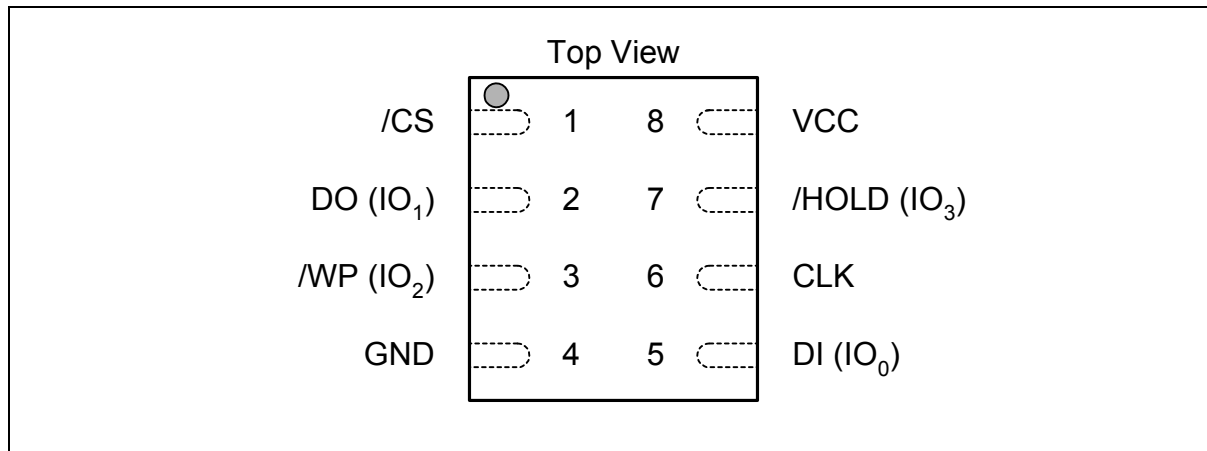 Top View
/CS 1 8 VCC
DO (IO₁) 2 7 /HOLD (IO₃)
/WP (IO₂) 3 6 CLK
GND 4 5 DI (IO₀)